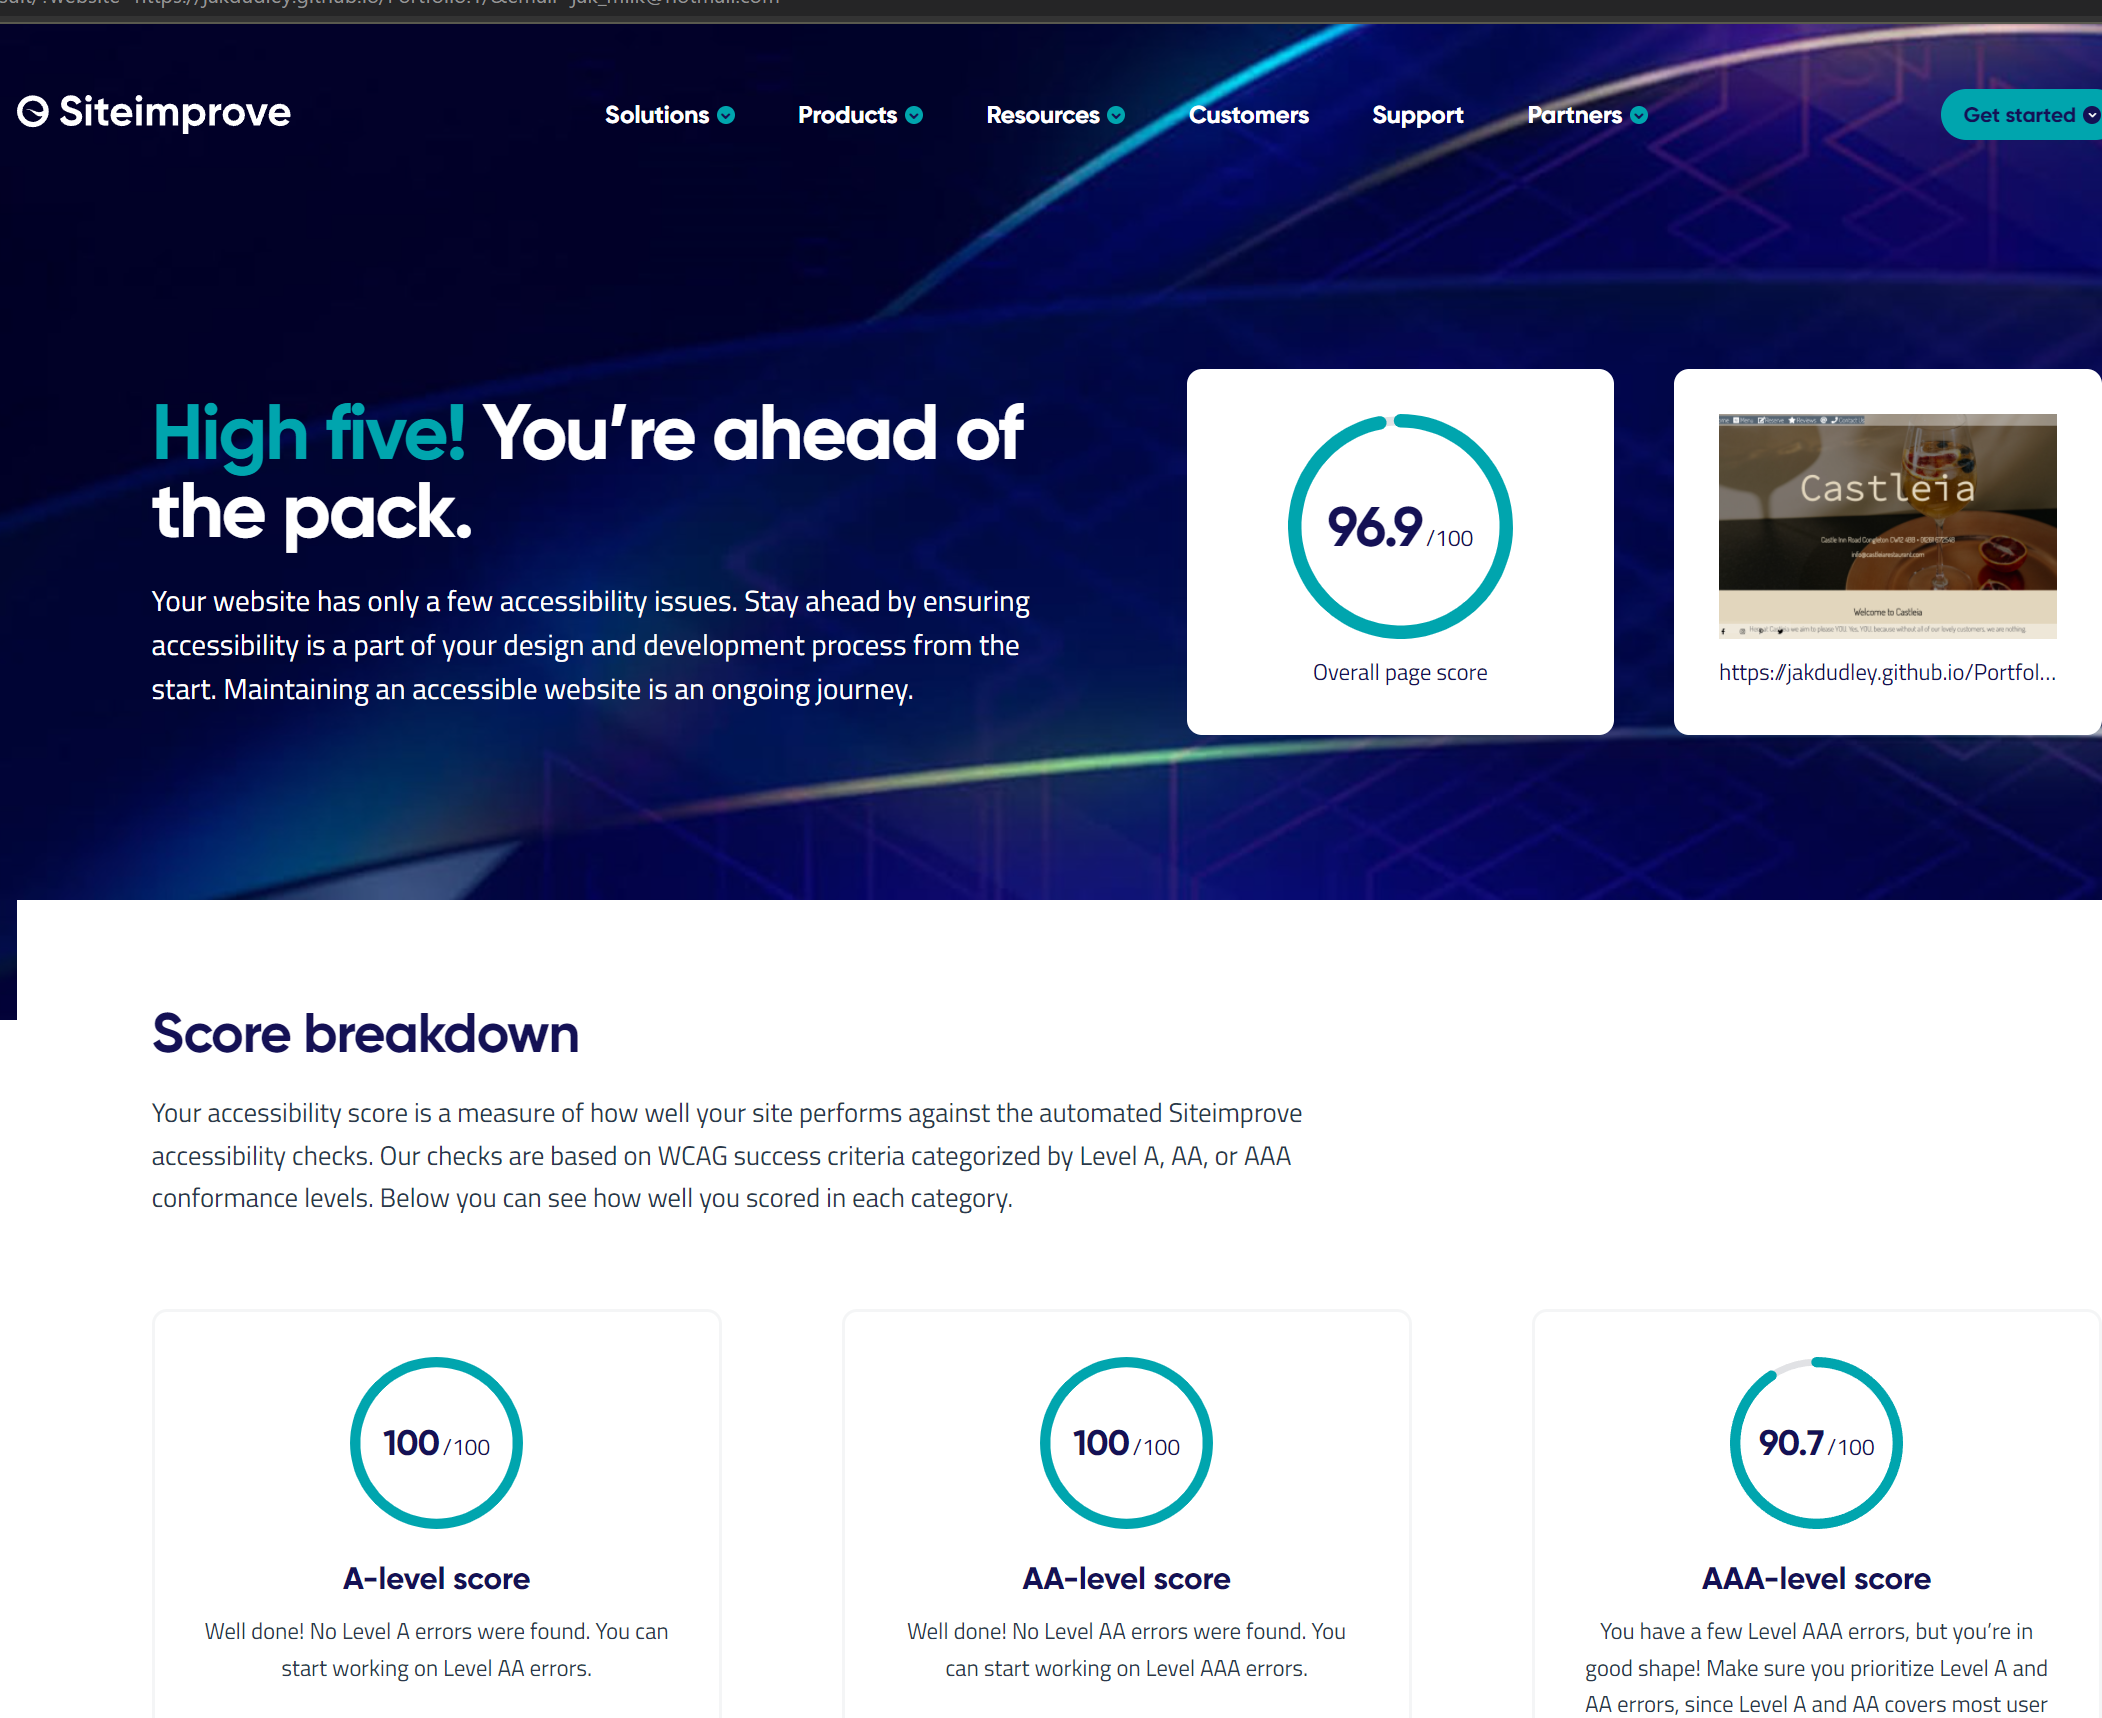 Siteimprove
Solutions
Products
Resources
Customers
Support
Partners
Get started
High five! You're ahead of
the pack.
Your website has only a few accessibility issues. Stay ahead by ensuring
accessibility is a part of your design and development process from the
start. Maintaining an accessible website is an ongoing journey.
96.9/100
Overall page score
Menu Reserve Reviews Contact Us
Castleia
Welcome to Castleia
https://jakdudley.github.io/Portfol...
Score breakdown
Your accessibility score is a measure of how well your site performs against the automated Siteimprove
accessibility checks. Our checks are based on WCAG success criteria categorized by Level A, AA, or AAA
conformance levels. Below you can see how well you scored in each category.
100/100
A-level score
Well done! No Level A errors were found. You can
start working on Level AA errors.
100/100
AA-level score
Well done! No Level AA errors were found. You
can start working on Level AAA errors.
90.7/100
AAA-level score
You have a few Level AAA errors, but you're in
good shape! Make sure you prioritize Level A and
AA errors, since Level A and AA covers most user